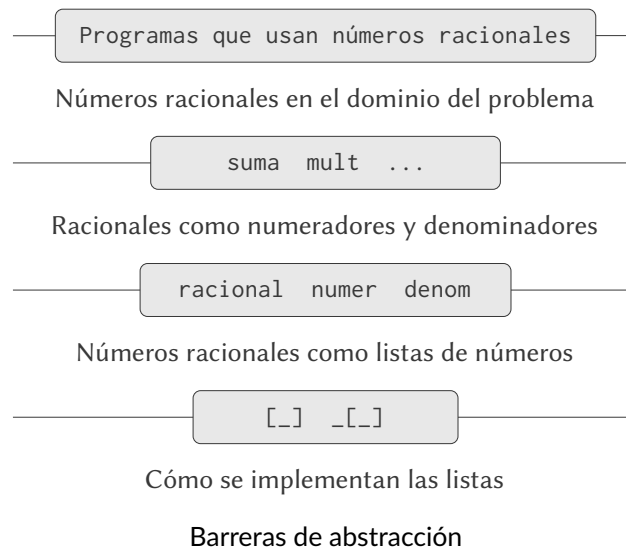 Programas que usan números racionales
Números racionales en el dominio del problema
suma mult ...
Racionales como numeradores y denominadores
racional numer denom
Números racionales como listas de números
[_] _[_]
Cómo se implementan las listas
Barreras de abstracción